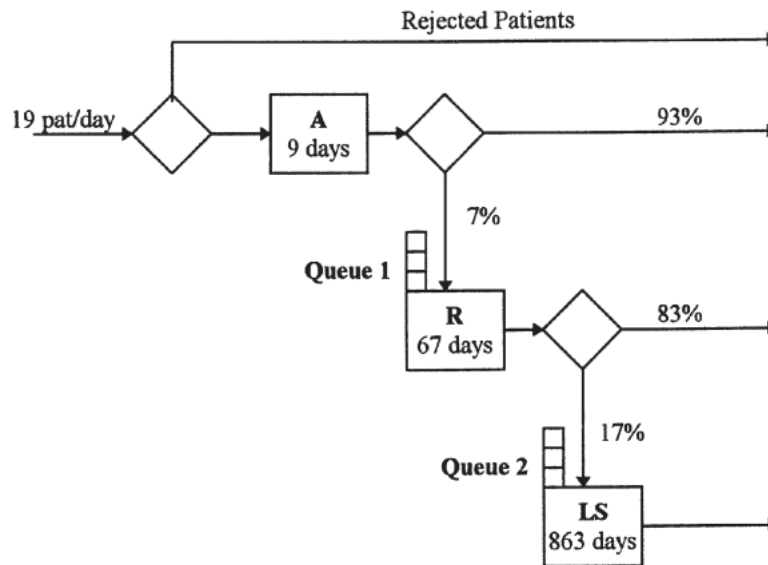 Rejected Patients
19 pat/day
A
9 days
93%
7%
Queue 1
R
67 days
83%
17%
Queue 2
LS
863 days